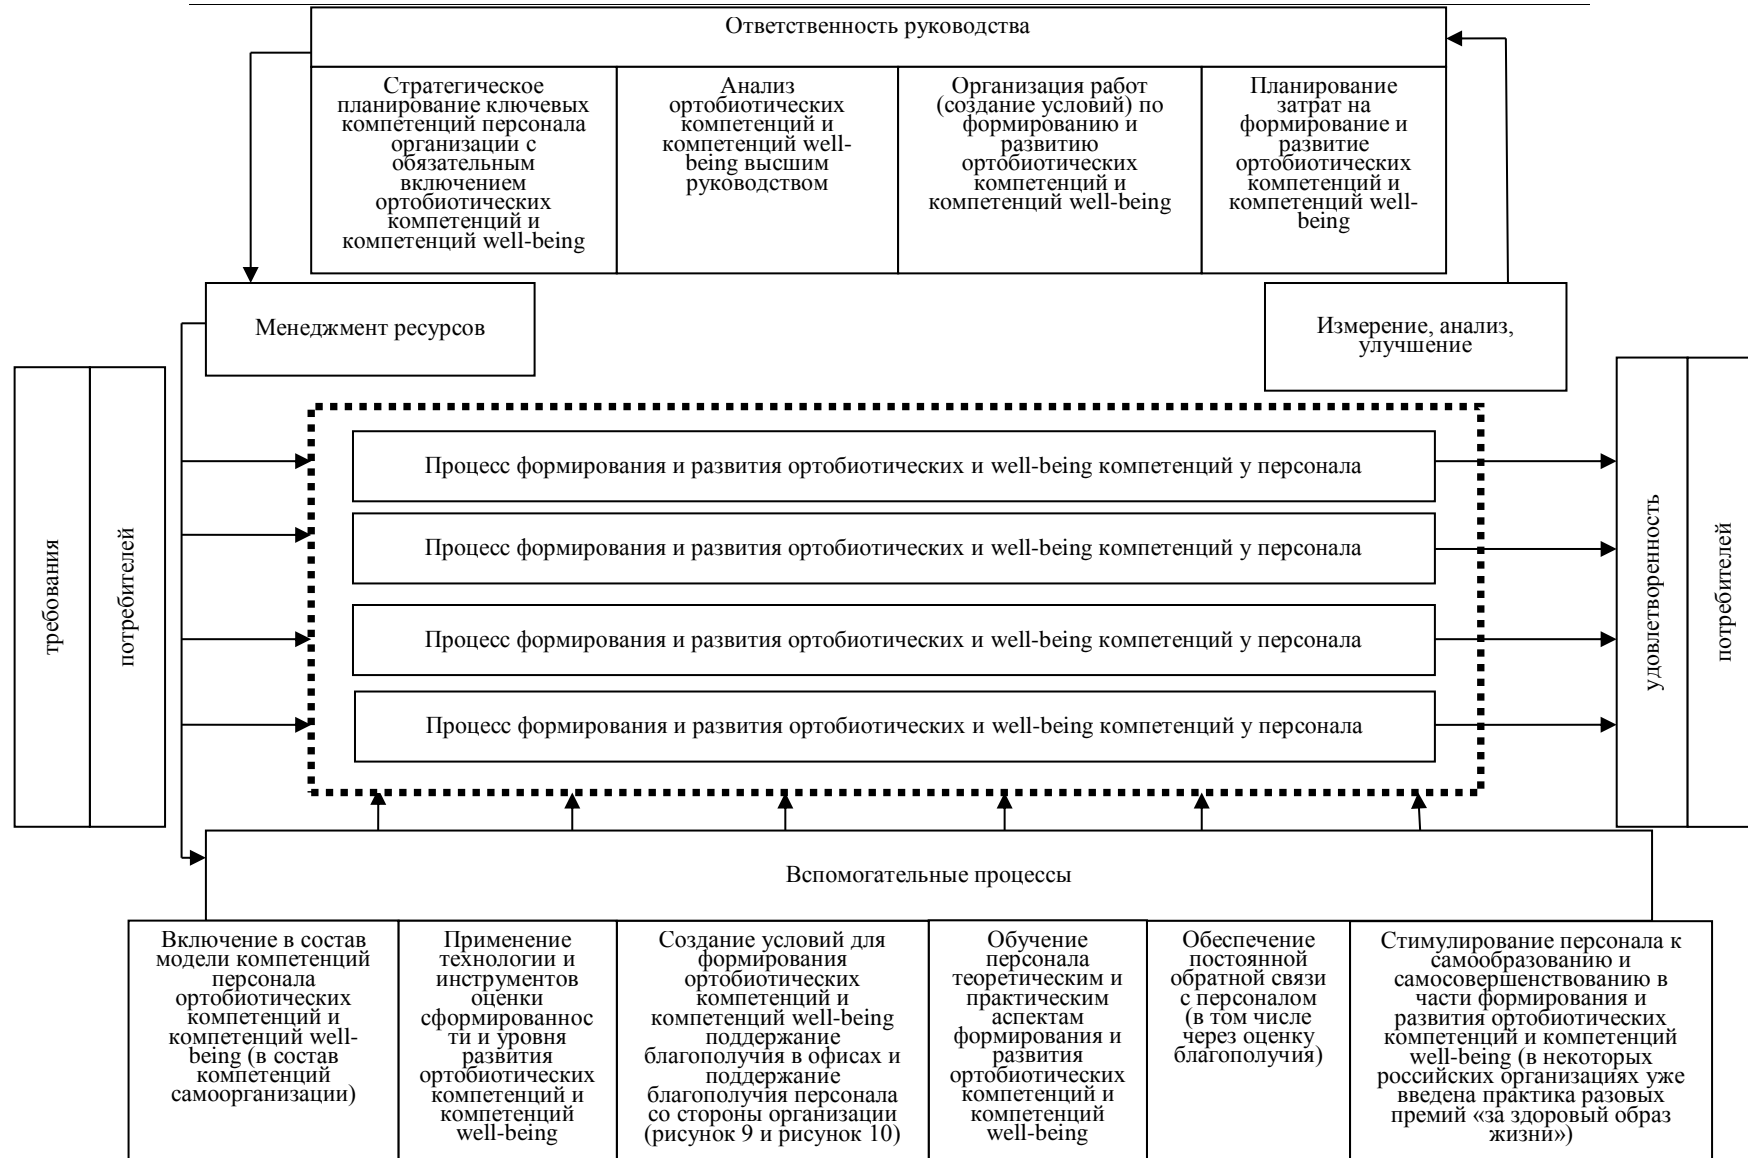 Ответственность руководства
Стратегическое
планирование ключевых
компетенций персонала
организации с
обязательным
включением
ортобиотических
компетенций и
компетенций well-being
Анализ
ортобиотических
компетенций и
компетенций well-
being высшим
руководством
Организация работ
(создание условий) по
формированию и
развитию
ортобиотических
компетенций и
компетенций well-being
Планирование
затрат на
формирование и
развитие
ортобиотических
компетенций и
компетенций well-
being
Менеджмент ресурсов
Измерение, анализ,
улучшение
требования
потребителей
Процесс формирования и развития ортобиотических и well-being компетенций у персонала
Процесс формирования и развития ортобиотических и well-being компетенций у персонала
Процесс формирования и развития ортобиотических и well-being компетенций у персонала
Процесс формирования и развития ортобиотических и well-being компетенций у персонала
удовлетворенность
потребителей
Вспомогательные процессы
Включение в состав
модели компетенций
персонала
ортобиотических
компетенций и
компетенций well-
being (в состав
компетенций
самоорганизации)
Применение
технологии и
инструментов
оценки
сформированнос
ти и уровня
развития
ортобиотических
компетенций и
компетенций
well-being
Создание условий для
формирования
ортобиотических
компетенций и
компетенций well-being
поддержание
благополучия в офисах и
поддержание
благополучия персонала
со стороны организации
(рисунок 9 и рисунок 10)
Обучение
персонала
теоретическим и
практическим
аспектам
формирования и
развития
ортобиотических
компетенций и
компетенций
well-being
Обеспечение
постоянной
обратной связи
с персоналом
(в том числе
через оценку
благополучия)
Стимулирование персонала к
самообразованию и
самосовершенствованию в
части формирования и
развития ортобиотических
компетенций и компетенций
well-being (в некоторых
российских организациях уже
введена практика разовых
премий «за здоровый образ
жизни»)